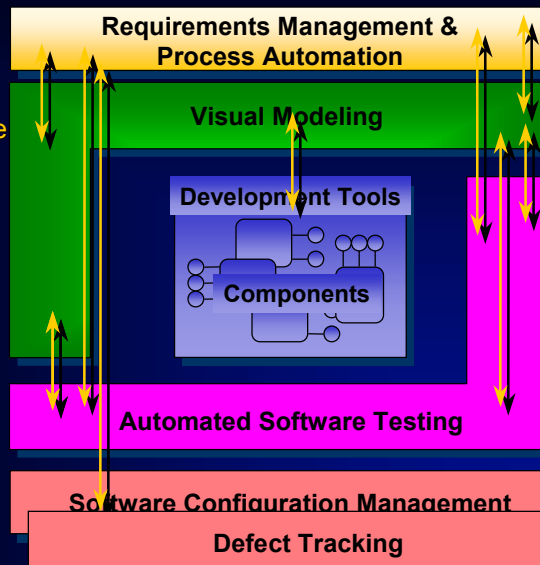 Requirements Management &
Process Automation
Visual Modeling
e
Development Tools
Components
Automated Software Testing
Software Configuration Management
Defect Tracking